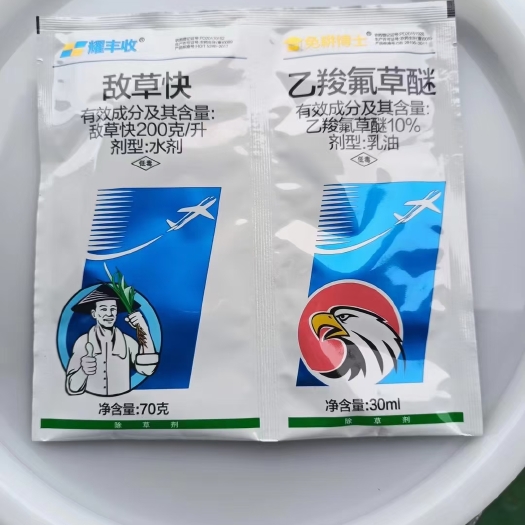 耀丰收®
敌草快
有效成分及其含量:
敌草快200克/升
剂型:水剂
低毒
净含量:70克
除草剂
乙羧氟草醚
有效成分及其含量:
乙羧氟草醚10%
剂型:乳油
低毒
净含量:30ml
除草剂